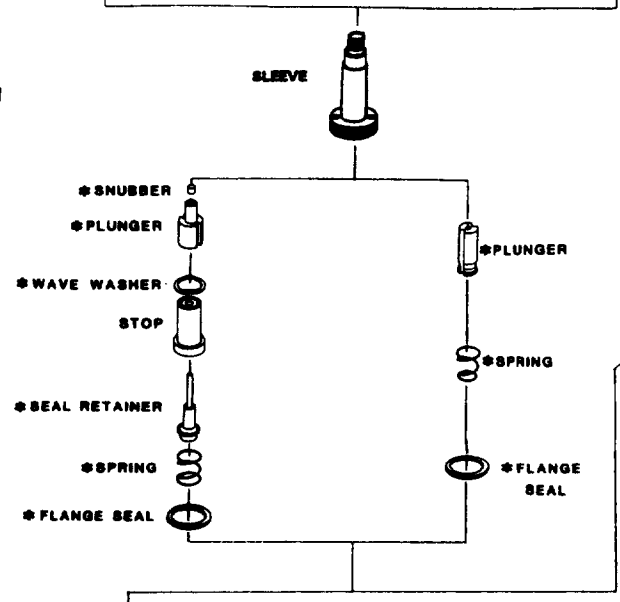 SLEEVE
*SNUBBER
*PLUNGER
*WAVE WASHER
STOP
*SEAL RETAINER
*SPRING
*FLANGE SEAL
*PLUNGER
*SPRING
*FLANGE
SEAL